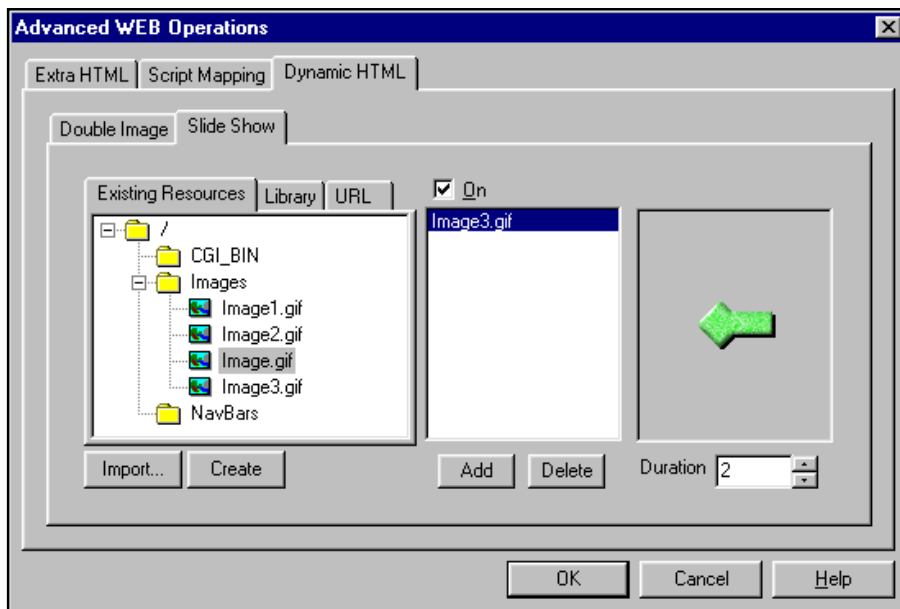 Advanced WEB Operations
Extra HTML Script Mapping Dynamic HTML
Double Image Slide Show
Existing Resources Library URL
On
/
CGI_BIN
Images
Image1.gif
Image2.gif
Image.gif
Image3.gif
NavBars
Image3.gif
Import... Create
Add Delete
Duration 2
OK Cancel Help